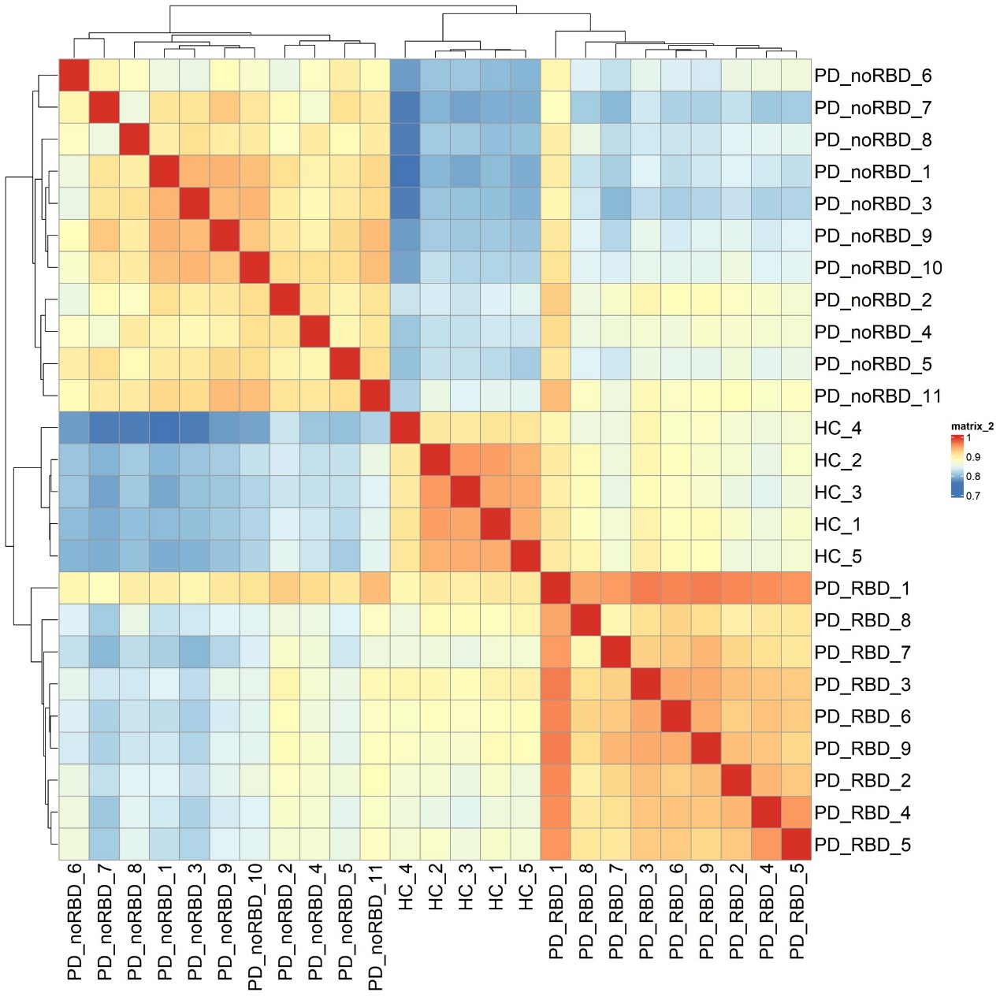 PD_noRBD_6
PD_noRBD_7
PD_noRBD_8
PD_noRBD_1
PD_noRBD_3
PD_noRBD_9
PD_noRBD_10
PD_noRBD_2
PD_noRBD_4
PD_noRBD_5
PD_noRBD_11
HC_4
HC_2
HC_3
HC_1
HC_5
PD_RBD_1
PD_RBD_8
PD_RBD_7
PD_RBD_3
PD_RBD_6
PD_RBD_9
PD_RBD_2
PD_RBD_4
PD_RBD_5
matrix_2
1
0.9
0.8
0.7
PD_noRBD_6
PD_noRBD_7
PD_noRBD_8
PD_noRBD_1
PD_noRBD_3
PD_noRBD_9
PD_noRBD_10
PD_noRBD_2
PD_noRBD_4
PD_noRBD_5
PD_noRBD_11
HC_4
HC_2
HC_3
HC_1
HC_5
PD_RBD_1
PD_RBD_8
PD_RBD_7
PD_RBD_3
PD_RBD_6
PD_RBD_9
PD_RBD_2
PD_RBD_4
PD_RBD_5